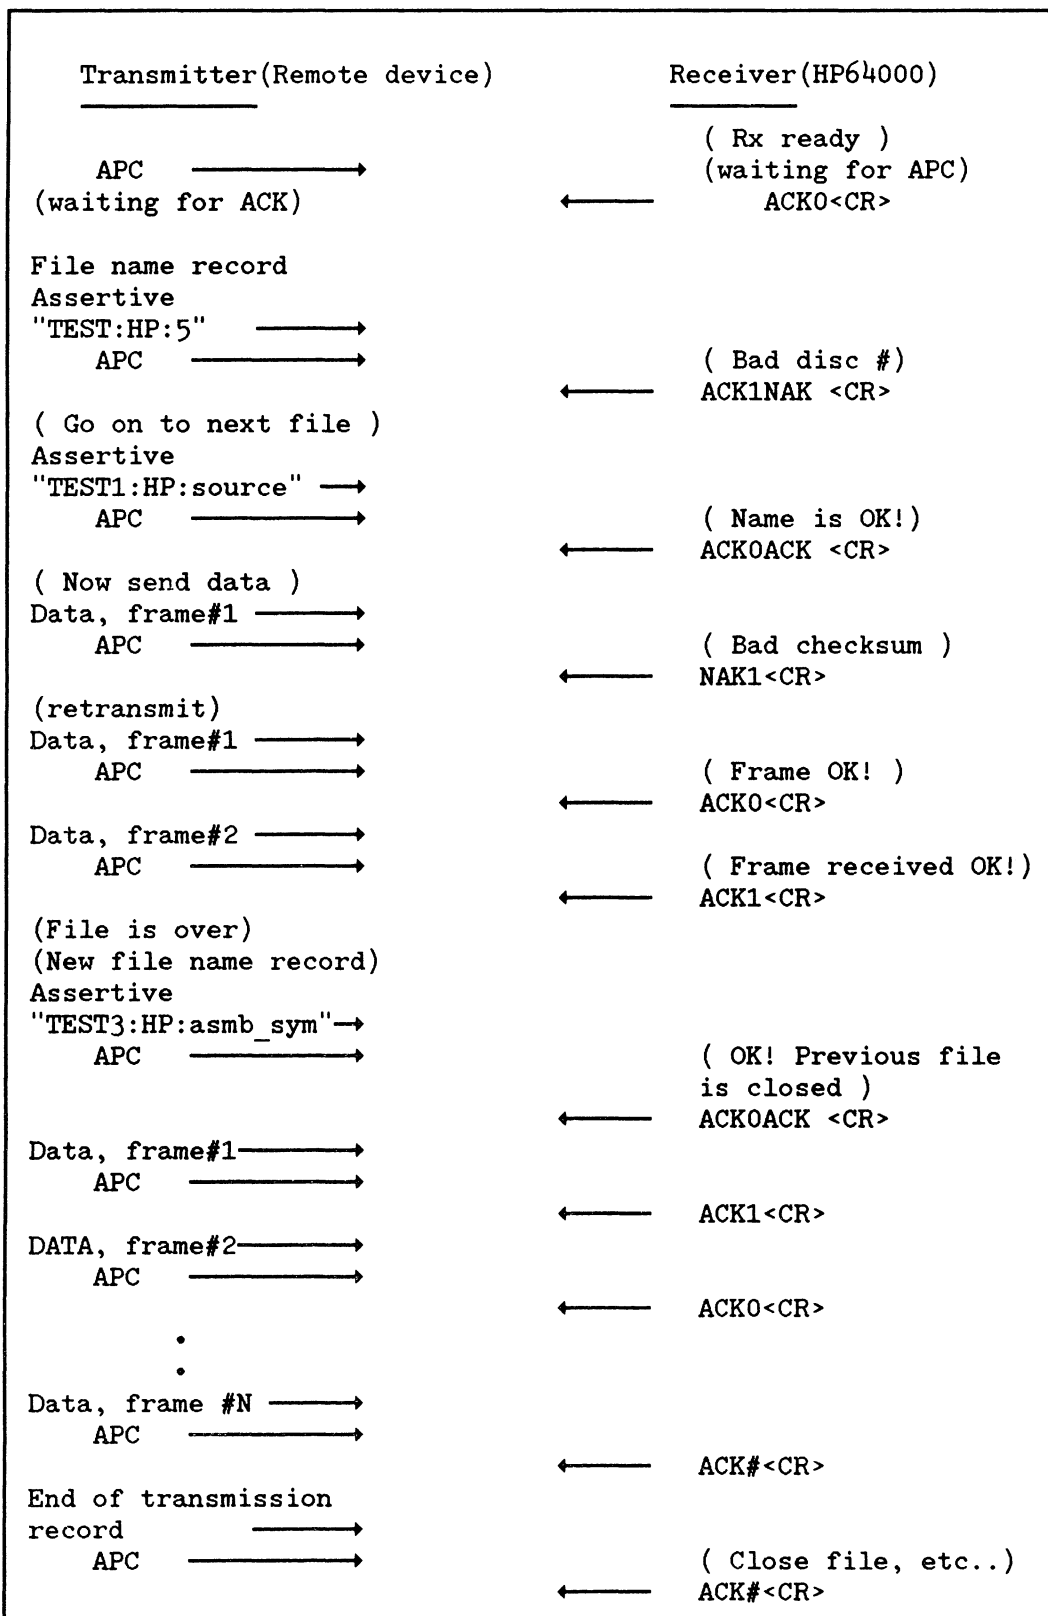 Transmitter(Remote device) Receiver(HP64000)
( Rx ready )
APC (waiting for APC)
(waiting for ACK) ACK0<CR>
File name record
Assertive
"TEST:HP:5"
APC ( Bad disc #)
ACK1NAK <CR>
( Go on to next file )
Assertive
"TEST1:HP:source"
APC ( Name is OK!)
ACK0ACK <CR>
( Now send data )
Data, frame#1
APC ( Bad checksum )
NAK1<CR>
(retransmit)
Data, frame#1
APC ( Frame OK! )
ACK0<CR>
Data, frame#2
APC ( Frame received OK!)
ACK1<CR>
(File is over)
(New file name record)
Assertive
"TEST3:HP:asmb_sym"
APC ( OK! Previous file
is closed )
ACK0ACK <CR>
Data, frame#1
APC
ACK1<CR>
DATA, frame#2
APC
ACK0<CR>
Data, frame #N
APC
ACK#<CR>
End of transmission
record
APC ( Close file, etc..)
ACK#<CR>